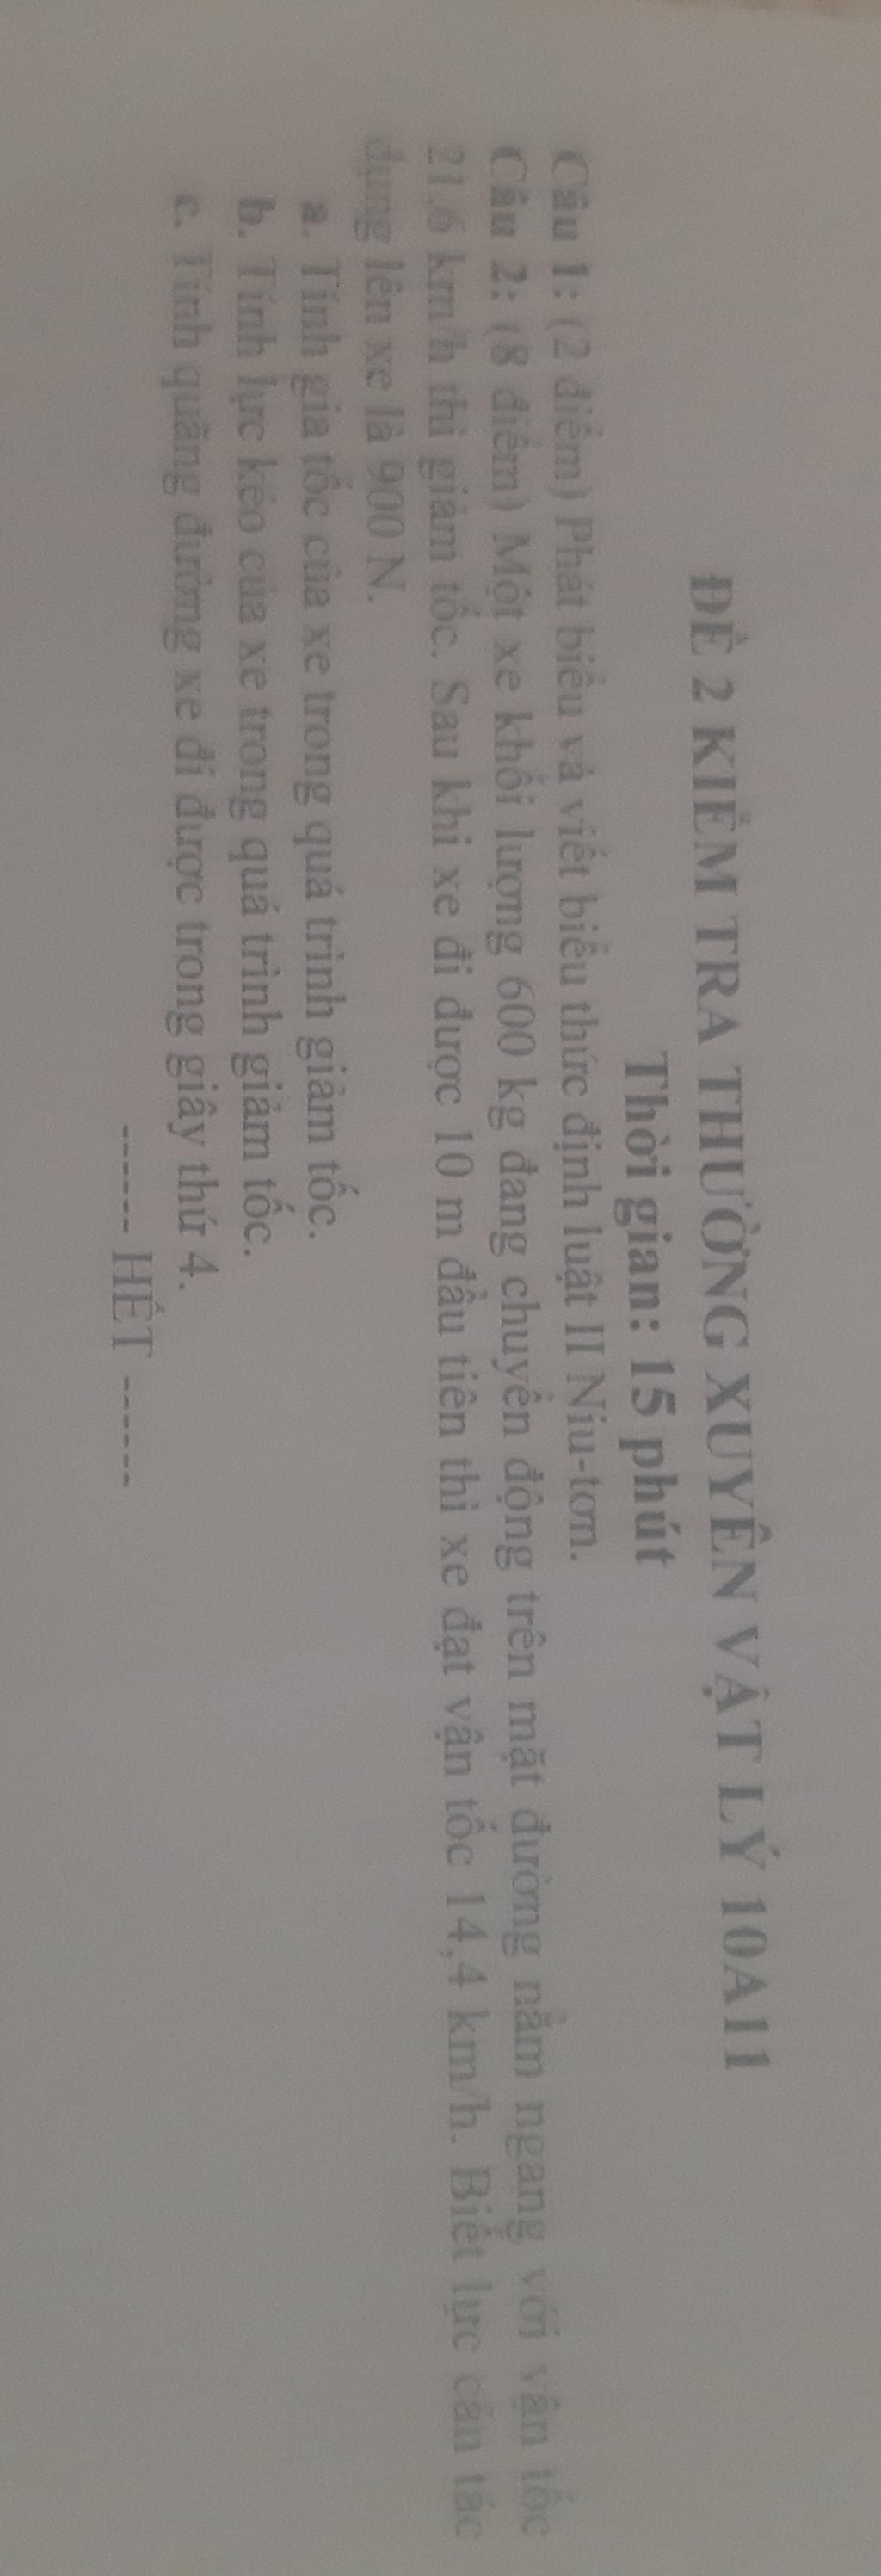 ĐỀ 2 KIỂM TRA THƯỜNG XUYÊN VẬT LÝ 10A11
Thời gian: 15 phút
Câu 1: (2 điểm) Phát biểu và viết biểu thức định luật II Niu-tơn.
Câu 2: (8 điểm) Một xe khối lượng 600 kg đang chuyển động trên mặt đường nằm ngang với vận tốc
21,6 km/h thì giảm tốc. Sau khi xe đi được 10 m đầu tiên thì xe đạt vận tốc 14,4 km/h. Biết lực cản tác
dụng lên xe là 900 N.
a. Tính gia tốc của xe trong quá trình giảm tốc.
b. Tính lực kéo của xe trong quá trình giảm tốc.
c. Tính quãng đường xe đi được trong giây thứ 4.
------ HẾT ------